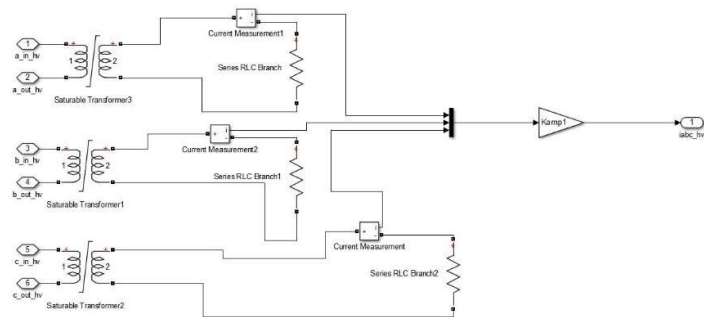 Current Measurement1
1
a_in_hv
1 2
2
a_out_hv
Saturable Transformer3
Series RLC Branch
3
b_in_hv
1 2
4
b_out_hv
Saturable Transformer1
Current Measurement2
Series RLC Branch1
Kamp1
1
iabc_hv
5
c_in_hv
1 2
6
c_out_hv
Saturable Transformer2
Current Measurement
Series RLC Branch2